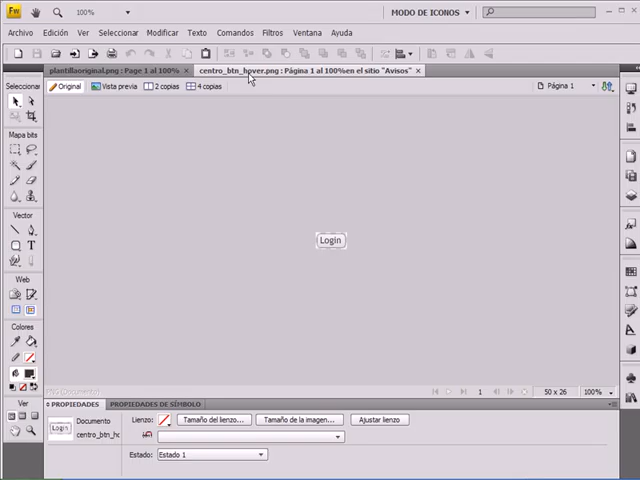 Fw
100%
MODO DE ICONOS
Archivo Edición Ver Seleccionar Modificar Texto Comandos Filtros Ventana Ayuda
plantillaoriginal.png : Page 1 al 100%
centro_btn_hover.png : Página 1 al 100%en el sitio "Avisos"
Seleccionar
Original Vista previa 2 copias 4 copias
Página 1
Mapa bits
Vector
Web
Colores
Ver
Login
PNG (Documento)
1
50 x 26
100%
PROPIEDADES PROPIEDADES DE SÍMBOLO
Documento
centro_btn_hc
Login
Lienzo:
Tamaño del lienzo...
Tamaño de la imagen...
Ajustar lienzo
Estado: Estado 1